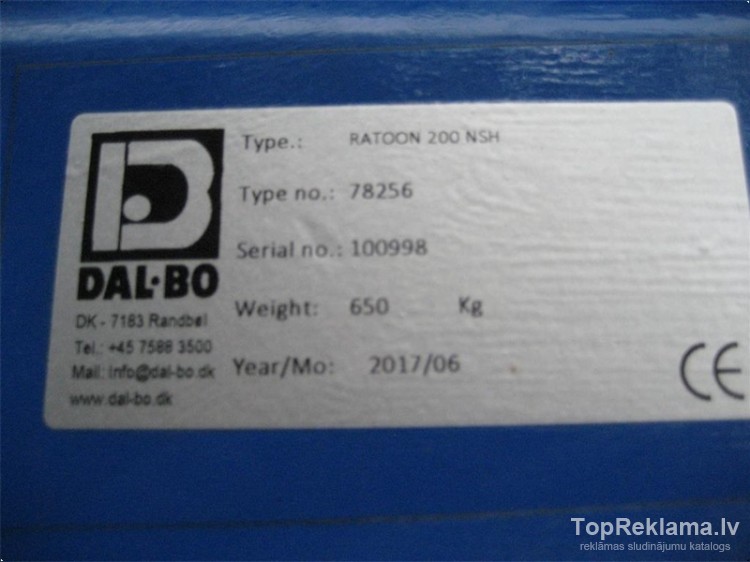 Type.: RATOON 200 NSH
Type no.: 78256
Serial no.: 100998
Weight: 650 Kg
Year/Mo: 2017/06
DAL·BO
DK - 7183 Randbøl
Tel.: +45 7588 3500
Mail: info@dal-bo.dk
www.dal-bo.dk
CE
TopReklama.lv
reklāmas sludinājumu katalogs